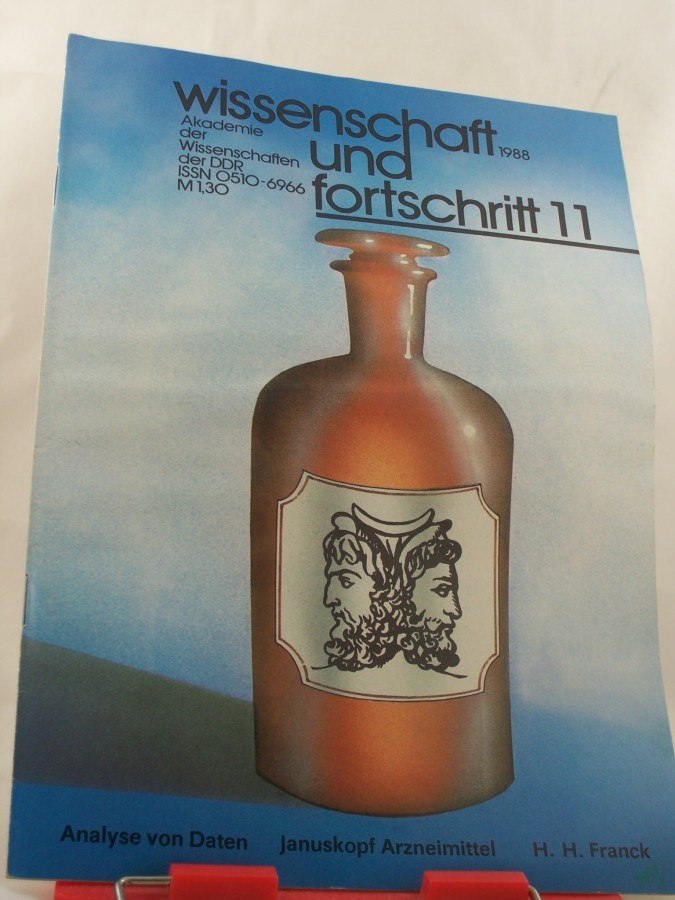 wissenschaft 1988
und
fortschritt 11
Akademie
der
Wissenschaften
der DDR
ISSN 0510-6966
M 1,30
Analyse von Daten Januskopf Arzneimittel H. H. Franck